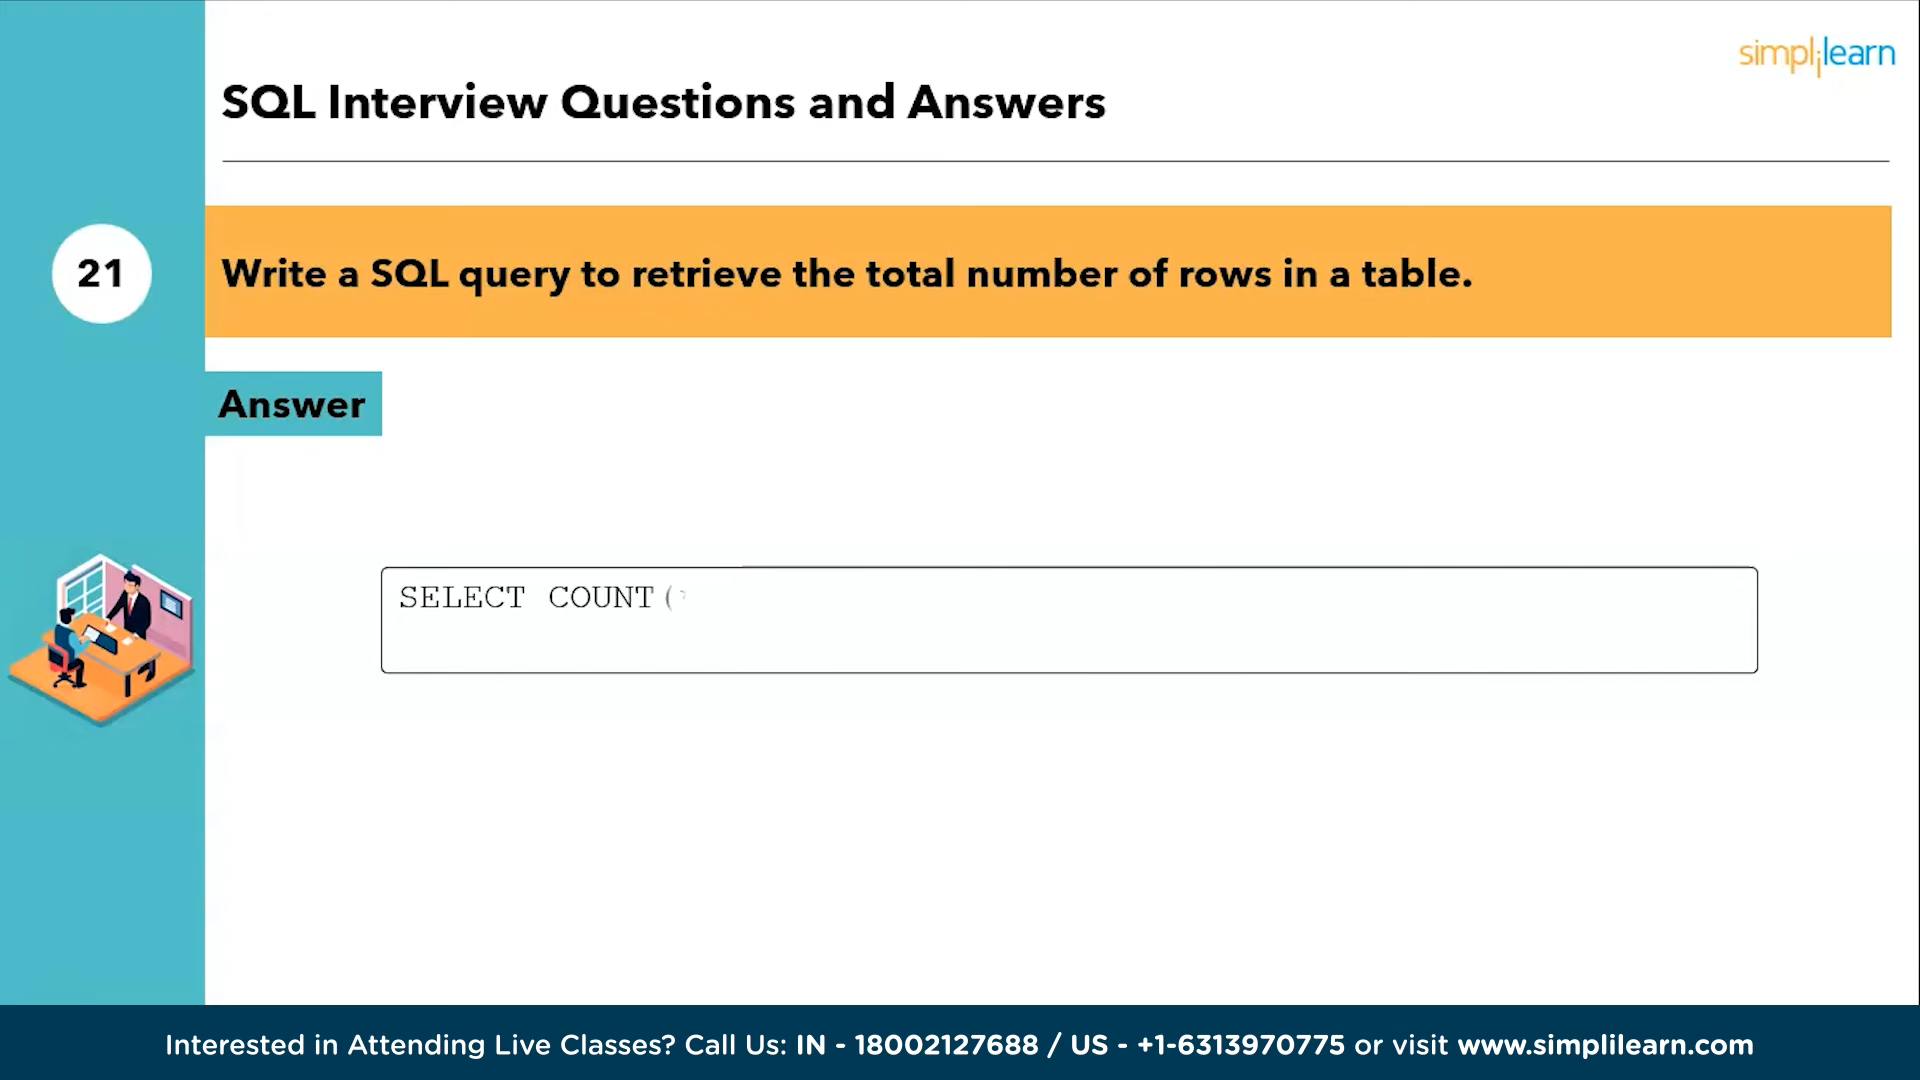 simplilearn
SQL Interview Questions and Answers
21
Write a SQL query to retrieve the total number of rows in a table.
Answer
SELECT COUNT(
Interested in Attending Live Classes? Call Us: IN - 18002127688 / US - +1-6313970775 or visit www.simplilearn.com